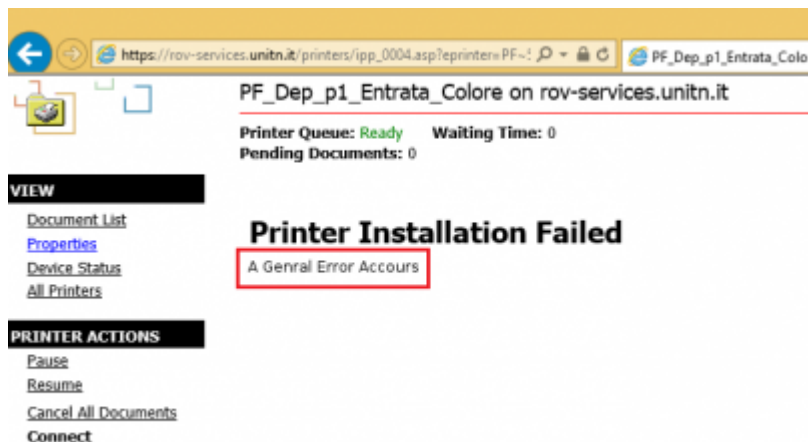 https://rov-services.unitn.it/printers/ipp_0004.asp?eprinter=PF~
PF_Dep_p1_Entrata_Colo
PF_Dep_p1_Entrata_Colore on rov-services.unitn.it
Printer Queue: Ready Waiting Time: 0
Pending Documents: 0
VIEW
Document List
Properties
Device Status
All Printers
Printer Installation Failed
A Genral Error Accours
PRINTER ACTIONS
Pause
Resume
Cancel All Documents
Connect